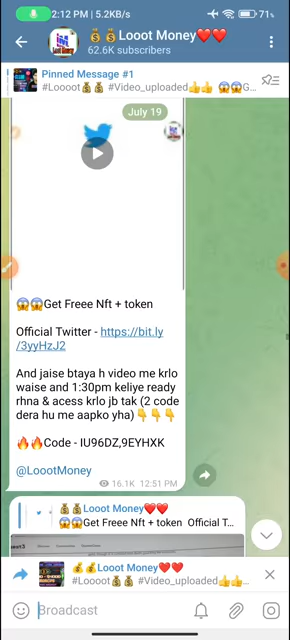 2:12 PM | 5.2KB/s
71%
💰💰Looot Money❤️❤️
62.6K subscribers
Pinned Message #1
#Loooot💰💰 #Video_uploaded👍👍 😱😱G...
July 19
😱😱Get Freee Nft + token
Official Twitter - https://bit.ly
/3yyHzJ2
And jaise btaya h video me krlo
waise and 1:30pm keliye ready
rhna & acess krlo jb tak (2 code
dera hu me aapko yha)👇👇👇
🔥🔥Code - IU96DZ,9EYHXK
@LoootMoney
16.1K 12:51 PM
💰💰Looot Money❤️❤️
😱😱Get Freee Nft + token Official T...
💰💰Looot Money❤️❤️
#Loooot💰💰 #Video_uploaded👍👍...
Broadcast